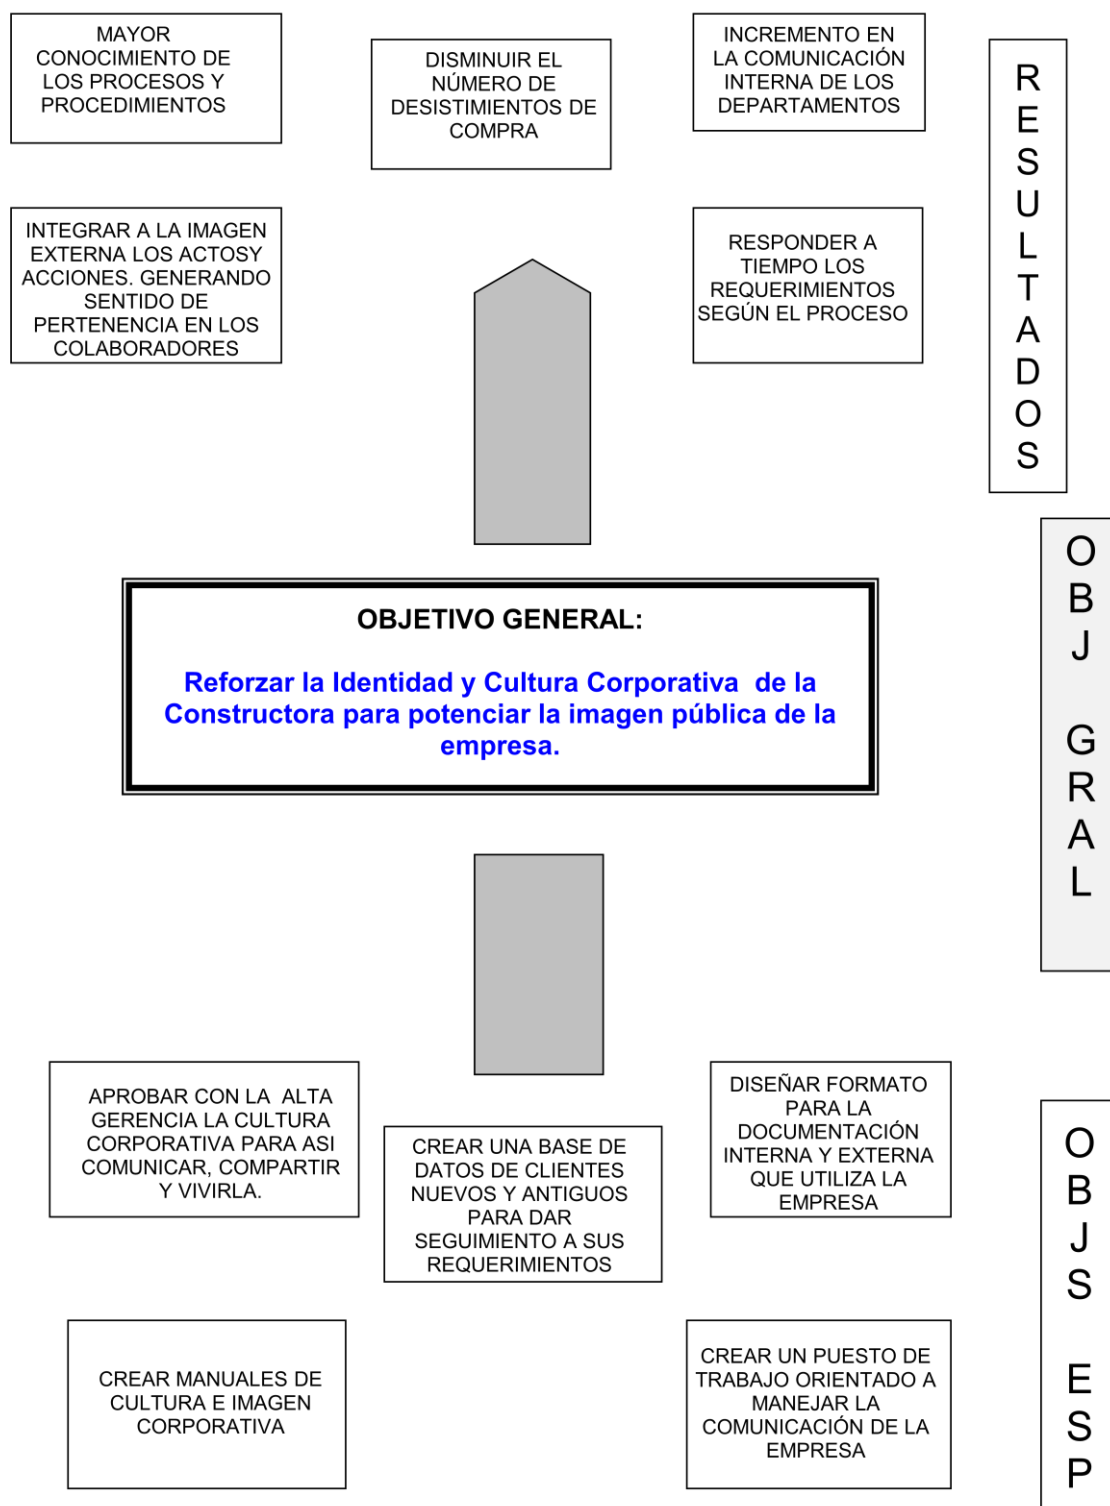 MAYOR
CONOCIMIENTO DE
LOS PROCESOS Y
PROCEDIMIENTOS
DISMINUIR EL
NÚMERO DE
DESISTIMIENTOS DE
COMPRA
INCREMENTO EN
LA COMUNICACIÓN
INTERNA DE LOS
DEPARTAMENTOS
INTEGRAR A LA IMAGEN
EXTERNA LOS ACTOSY
ACCIONES. GENERANDO
SENTIDO DE
PERTENENCIA EN LOS
COLABORADORES
RESPONDER A
TIEMPO LOS
REQUERIMIENTOS
SEGÚN EL PROCESO
R
E
S
U
L
T
A
D
O
S
OBJETIVO GENERAL:
Reforzar la Identidad y Cultura Corporativa  de la
Constructora para potenciar la imagen pública de la
empresa.
O
B
J
G
R
A
L
APROBAR CON LA  ALTA
GERENCIA LA CULTURA
CORPORATIVA PARA ASI
COMUNICAR, COMPARTIR
Y VIVIRLA.
CREAR UNA BASE DE
DATOS DE CLIENTES
NUEVOS Y ANTIGUOS
PARA DAR
SEGUIMIENTO A SUS
REQUERIMIENTOS
DISEÑAR FORMATO
PARA LA
DOCUMENTACIÓN
INTERNA Y EXTERNA
QUE UTILIZA LA
EMPRESA
CREAR MANUALES DE
CULTURA E IMAGEN
CORPORATIVA
CREAR UN PUESTO DE
TRABAJO ORIENTADO A
MANEJAR LA
COMUNICACIÓN DE LA
EMPRESA
O
B
J
S
E
S
P